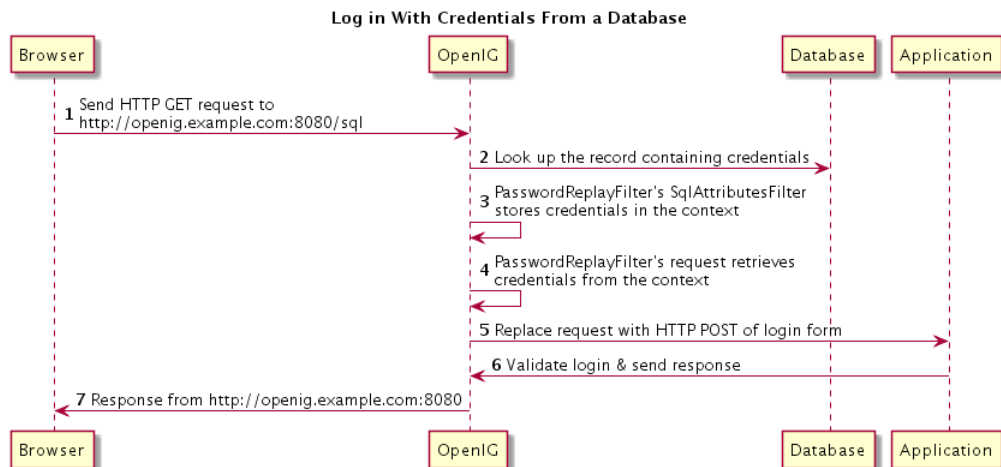 Log in With Credentials From a Database
Browser OpenIG Database Application
1 Send HTTP GET request to
http://openig.example.com:8080/sql
2 Look up the record containing credentials
3 PasswordReplayFilter's SqlAttributesFilter
stores credentials in the context
4 PasswordReplayFilter's request retrieves
credentials from the context
5 Replace request with HTTP POST of login form
6 Validate login & send response
7 Response from http://openig.example.com:8080
Browser OpenIG Database Application